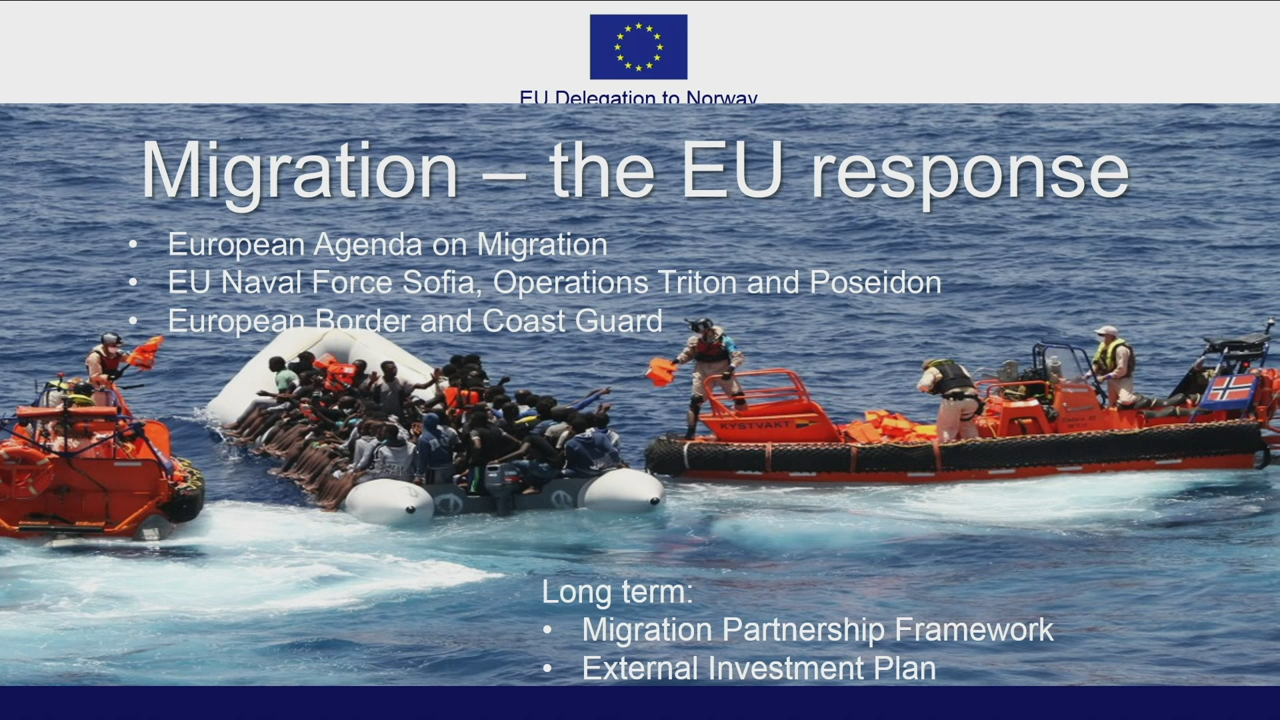 EU Delegation to Norway
Migration – the EU response
• European Agenda on Migration
• EU Naval Force Sofia, Operations Triton and Poseidon
• European Border and Coast Guard
KYSTVAKT
Long term:
• Migration Partnership Framework
• External Investment Plan